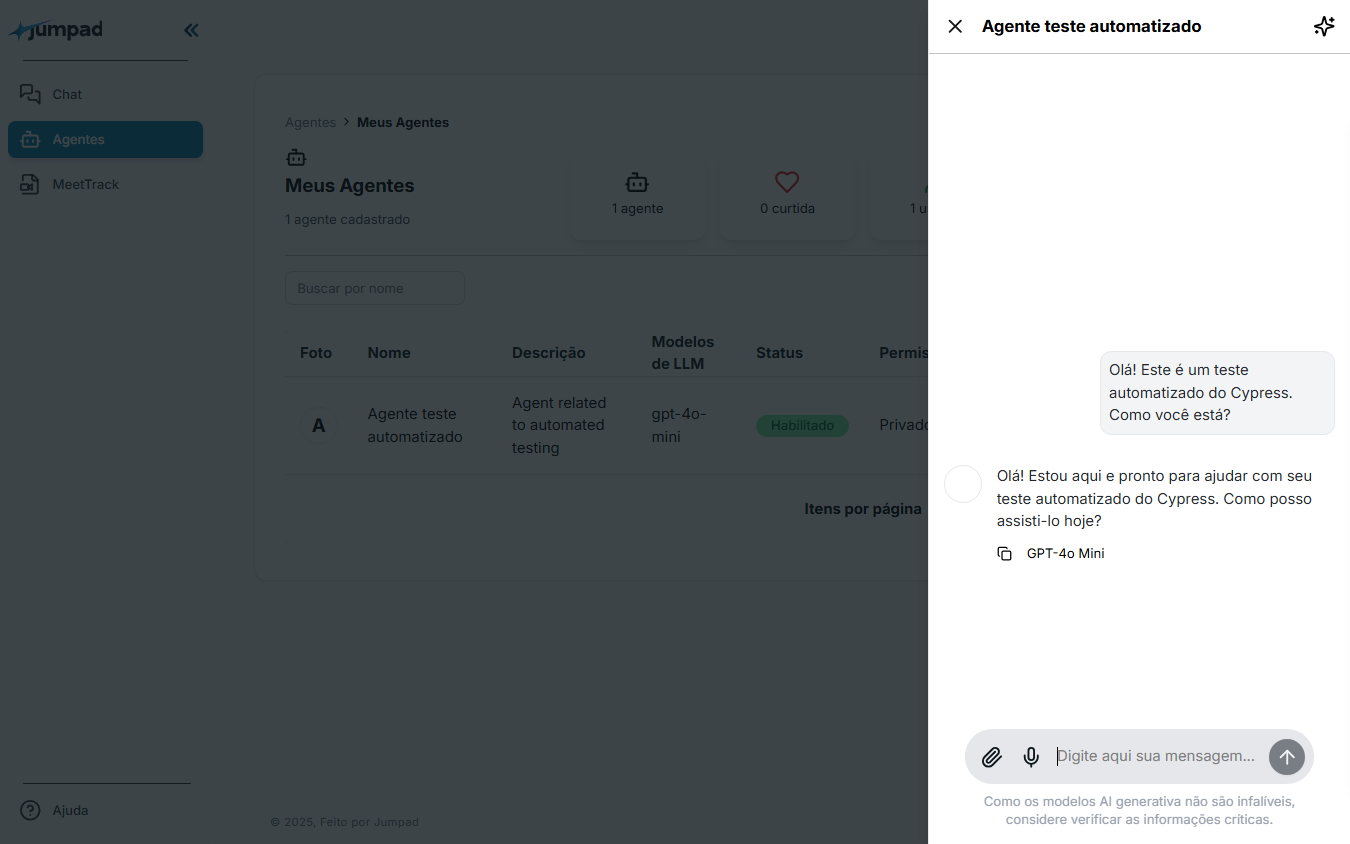 jumpad
Chat
Agentes
MeetTrack
Ajuda
Agentes > Meus Agentes
Meus Agentes
1 agente cadastrado
1 agente
0 curtida
1 u
Buscar por nome
Foto
Nome
Descrição
Modelos
de LLM
Status
Permis
A
Agente teste
automatizado
Agent related
to automated
testing
gpt-4o-
mini
Habilitado
Privado
Itens por página
© 2025, Feito por Jumpad
Agente teste automatizado
Olá! Este é um teste
automatizado do Cypress.
Como você está?
Olá! Estou aqui e pronto para ajudar com seu
teste automatizado do Cypress. Como posso
assisti-lo hoje?
GPT-4o Mini
Digite aqui sua mensagem...
Como os modelos AI generativa não são infalíveis,
considere verificar as informações críticas.